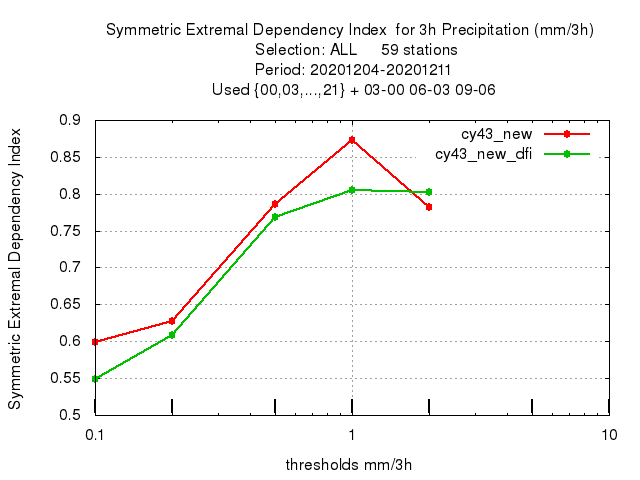 Symmetric Extremal Dependency Index  for 3h Precipitation (mm/3h)
Selection: ALL     59 stations
Period: 20201204-20201211
Used {00,03,...,21} + 03-00 06-03 09-06
Symmetric Extremal Dependency Index
0.9
0.85
0.8
0.75
0.7
0.65
0.6
0.55
0.5
cy43_new
cy43_new_dfi
0.1 1 10
thresholds mm/3h